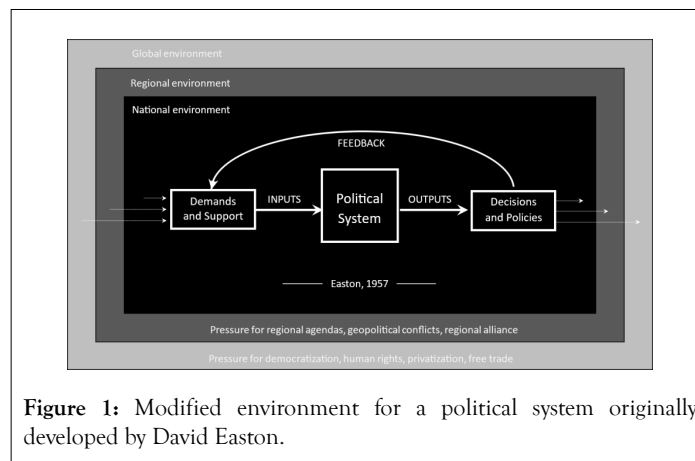 Global environment
Regional environment
National environment
FEEDBACK
Demands
and Support
INPUTS
Political
System
OUTPUTS
Decisions
and Policies
Easton, 1957
Pressure for regional agendas, geopolitical conflicts, regional alliance
Pressure for democratization, human rights, privatization, free trade
Figure 1: Modified environment for a political system originally
developed by David Easton.